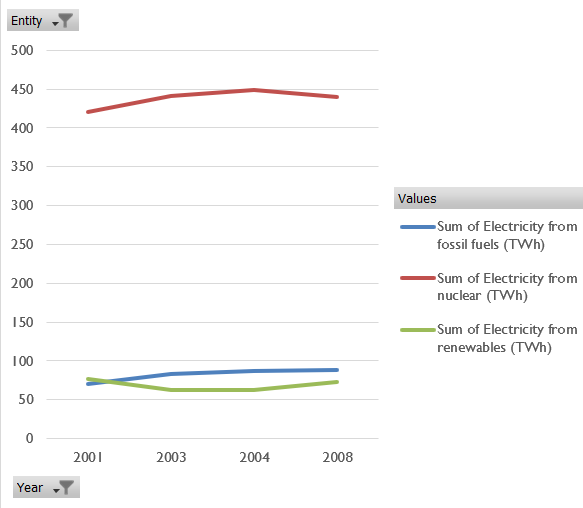 Entity
500
450
400
350
300
250
200
150
100
50
0
2001 2003 2004 2008
Year
Values
Sum of Electricity from
fossil fuels (TWh)
Sum of Electricity from
nuclear (TWh)
Sum of Electricity from
renewables (TWh)